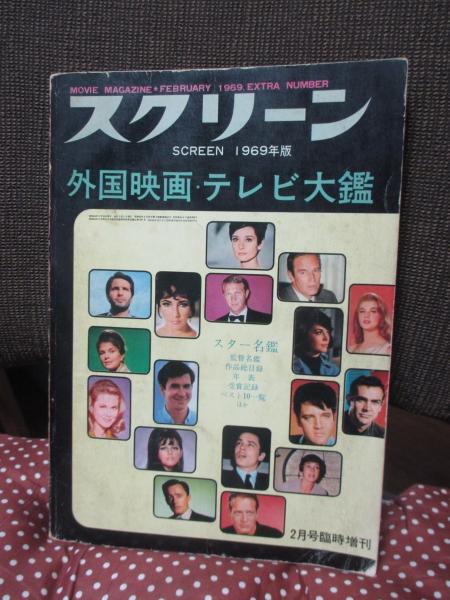 MOVIE MAGAZINE★FEBRUARY 1969. EXTRA NUMBER
スクリーン
SCREEN 1969年版
外国映画・テレビ大鑑
スター名鑑
監督名鑑
作品総目録
年 表
受賞記録
ベスト10一覧
ほか
2月号臨時増刊